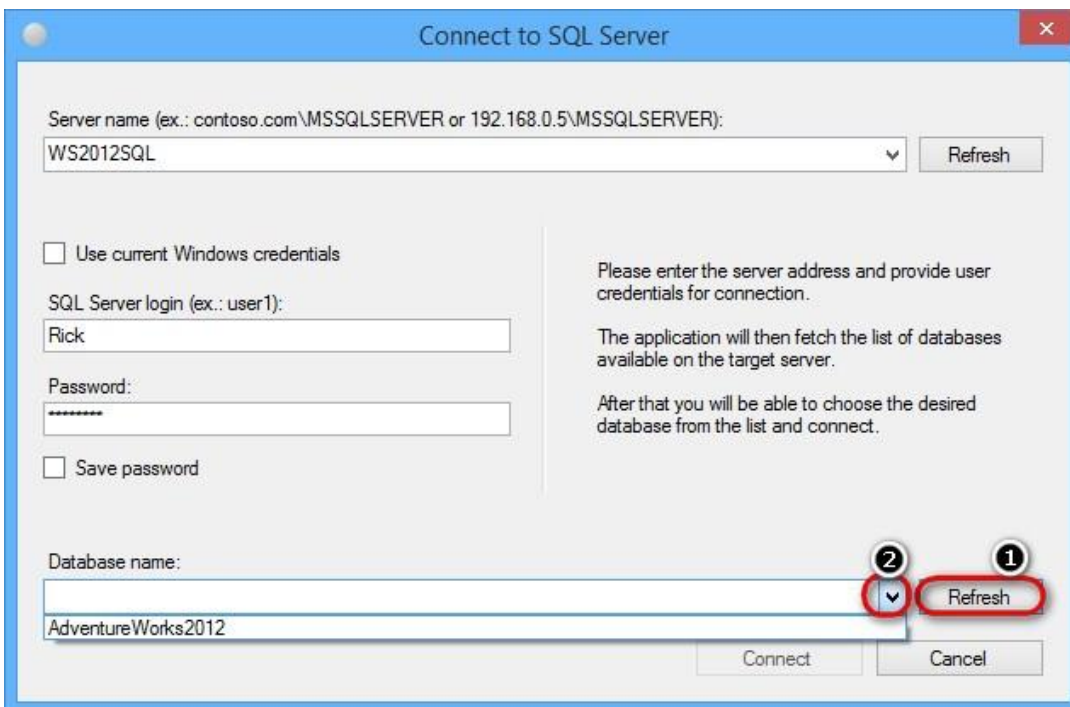 Connect to SQL Server
Server name (ex.: contoso.com\MSSQLSERVER or 192.168.0.5\MSSQLSERVER):
WS2012SQL
Refresh
Use current Windows credentials
SQL Server login (ex.: user1):
Rick
Password:
********
Save password
Please enter the server address and provide user
credentials for connection.
The application will then fetch the list of databases
available on the target server.
After that you will be able to choose the desired
database from the list and connect.
Database name:
2
1
Refresh
AdventureWorks2012
Connect
Cancel